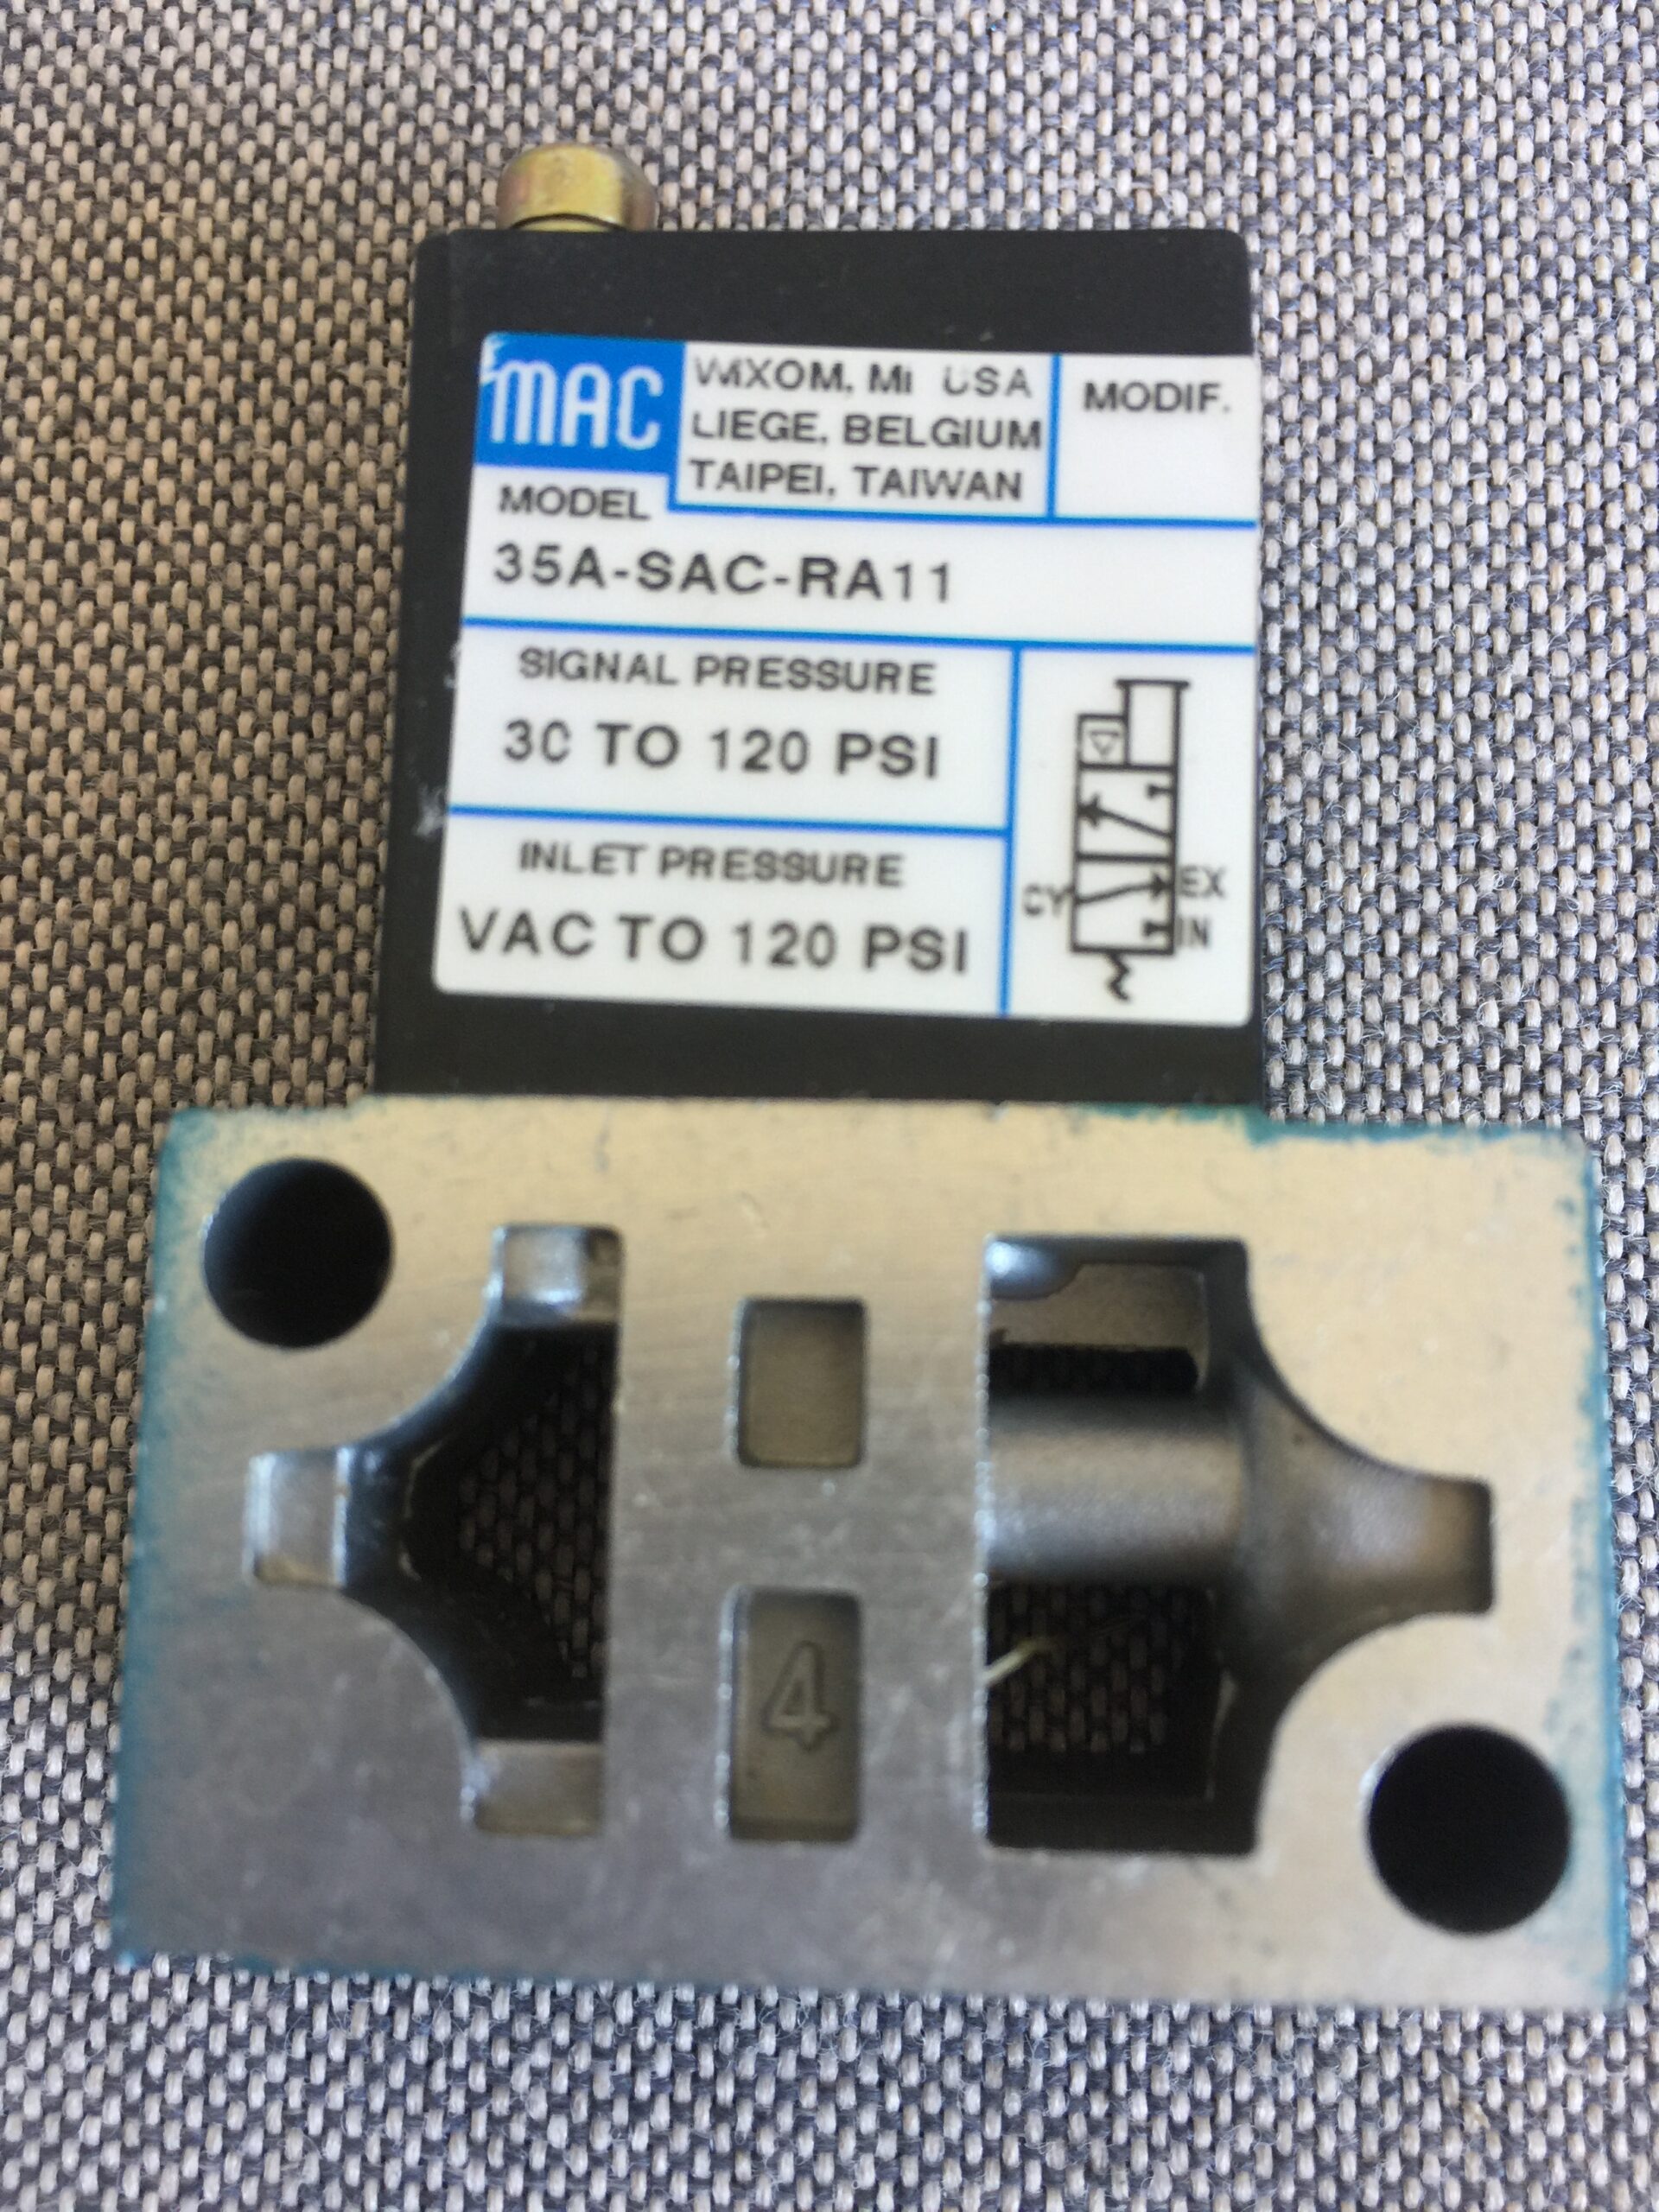 MAC
WIXOM, MI USA
LIEGE, BELGIUM
TAIPEI, TAIWAN
MODIF.
MODEL
35A-SAC-RA11
SIGNAL PRESSURE
30 TO 120 PSI
INLET PRESSURE
VAC TO 120 PSI
CY
EX
IN
4